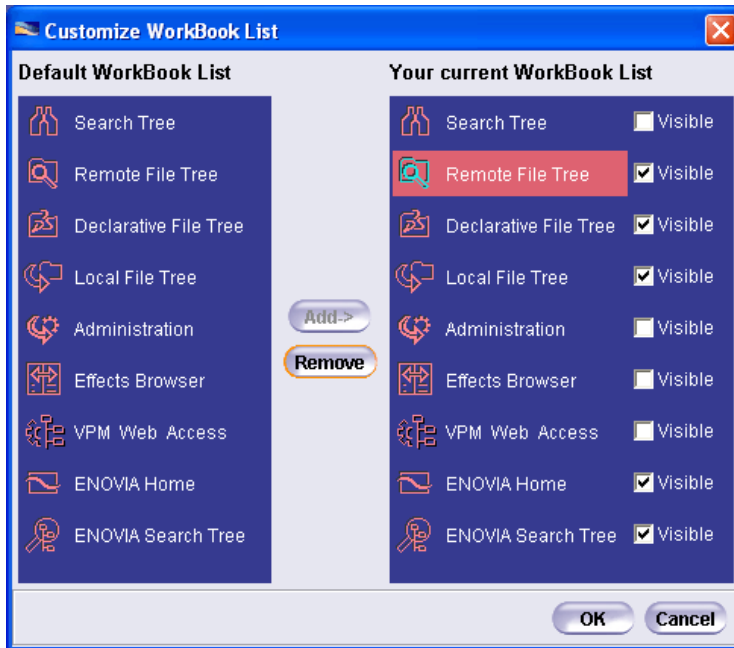 Customize WorkBook List
Default WorkBook List
Your current WorkBook List
Search Tree
Remote File Tree
Declarative File Tree
Local File Tree
Administration
Effects Browser
VPM Web Access
ENOVIA Home
ENOVIA Search Tree
Add->
Remove
Search Tree Visible
Remote File Tree Visible
Declarative File Tree Visible
Local File Tree Visible
Administration Visible
Effects Browser Visible
VPM Web Access Visible
ENOVIA Home Visible
ENOVIA Search Tree Visible
OK
Cancel